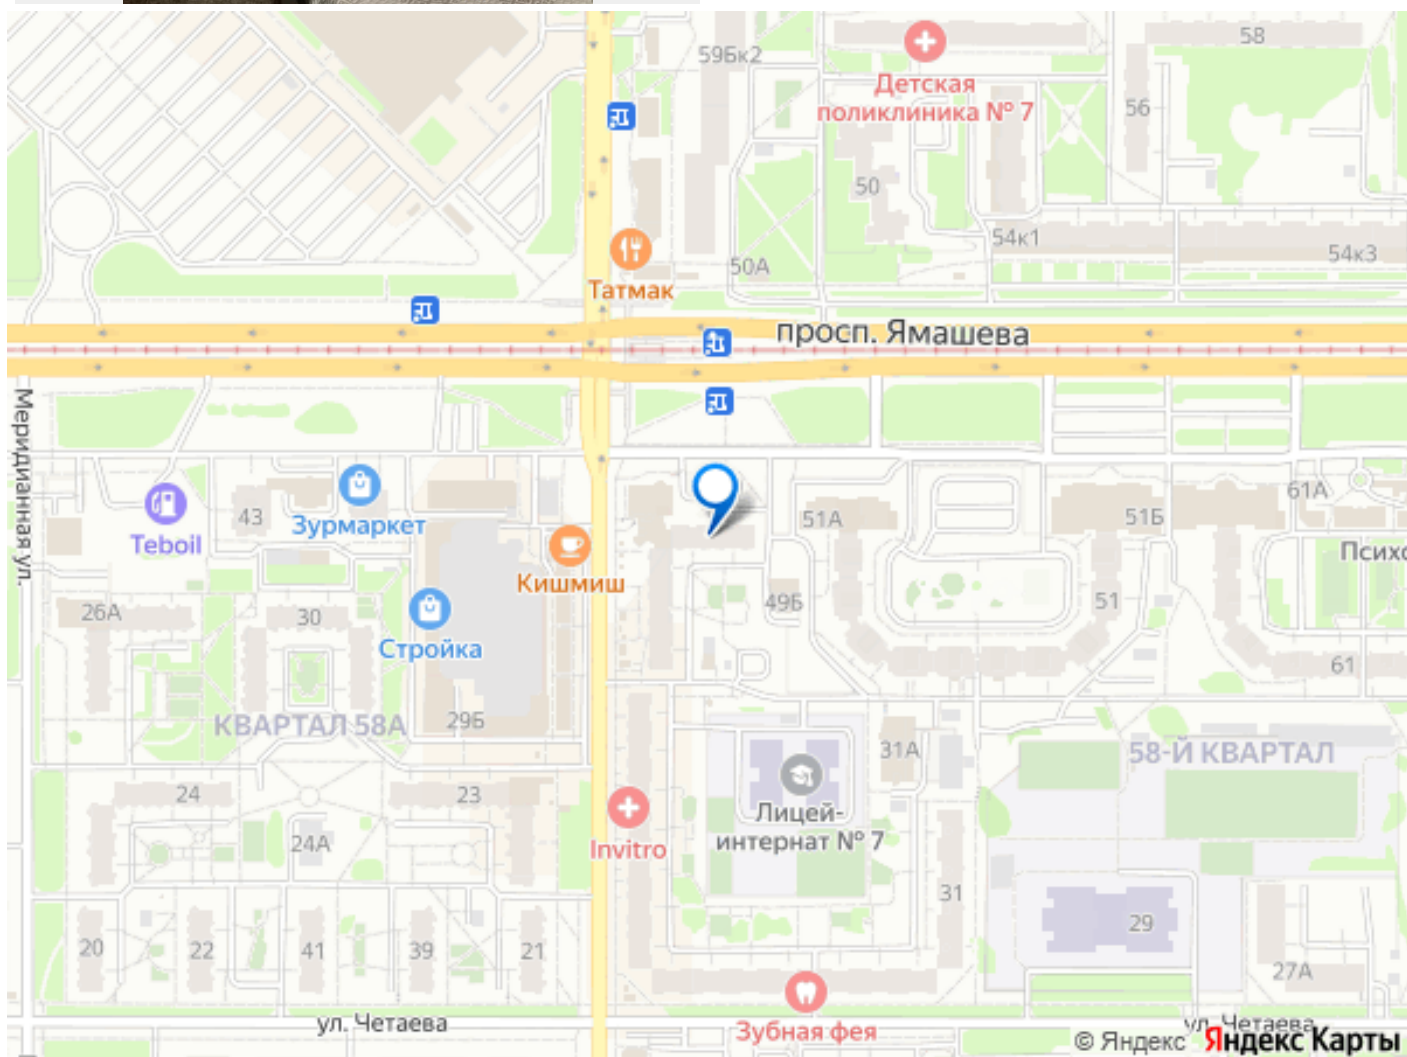 59Бк2
58
Детская
поликлиника № 7
56
50
54к1
54к3
50А
Татмак
просп. Ямашева
Меридианная ул.
43
Зурмаркет
Teboil
Кишмиш
51А
51Б
61А
Психо
26А
30
Стройка
49Б
51
61
КВАРТАЛ 58А
29Б
31А
58-Й КВАРТАЛ
24
23
Лицей-
интернат № 7
Invitro
24А
31
29
20
22
41
39
21
27А
ул. Четаева
Зубная фея
ул. Четаева
© Яндекс Яндекс Карты